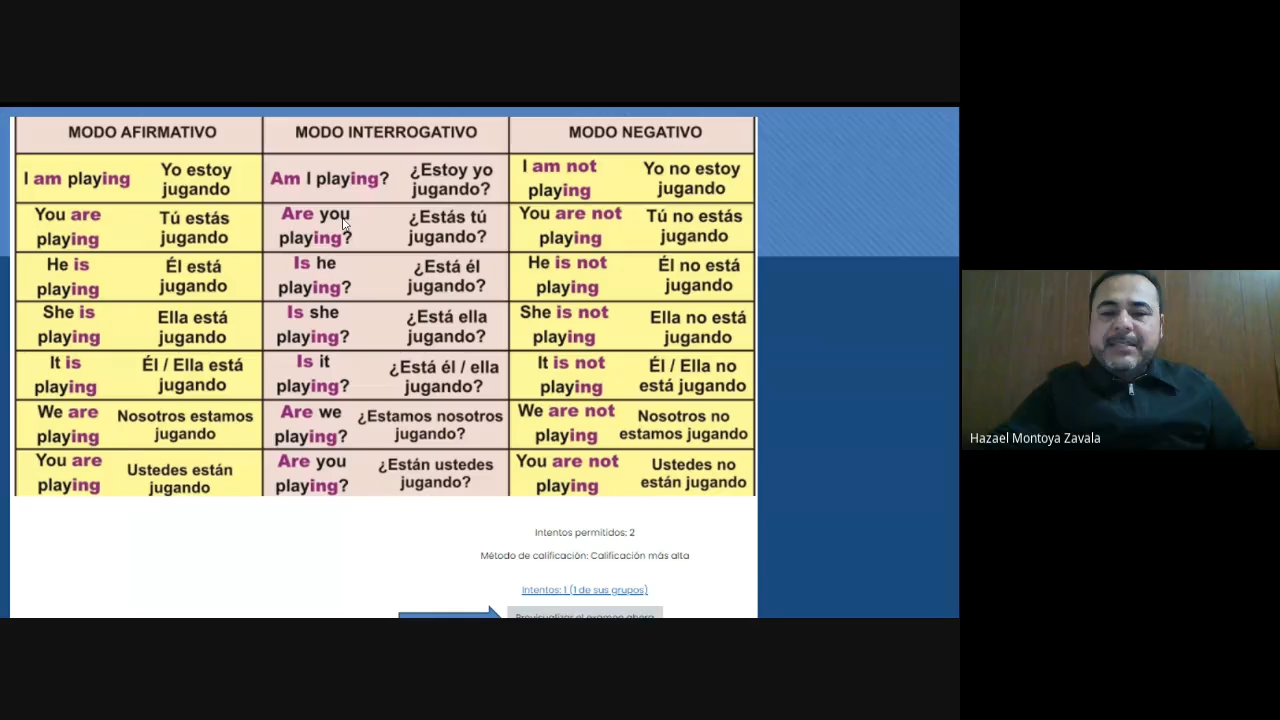 MODO AFIRMATIVO
MODO INTERROGATIVO
MODO NEGATIVO
I am playing
Yo estoy
jugando
Am I playing?
¿Estoy yo
jugando?
I am not
playing
Yo no estoy
jugando
You are
playing
Tú estás
jugando
Are you
playing?
¿Estás tú
jugando?
You are not
playing
Tú no estás
jugando
He is
playing
Él está
jugando
Is he
playing?
¿Está él
jugando?
He is not
playing
Él no está
jugando
She is
playing
Ella está
jugando
Is she
playing?
¿Está ella
jugando?
She is not
playing
Ella no está
jugando
It is
playing
Él / Ella está
jugando
Is it
playing?
¿Está él / ella
jugando?
It is not
playing
Él / Ella no
está jugando
We are
playing
Nosotros estamos
jugando
Are we
playing?
¿Estamos nosotros
jugando?
We are not
playing
Nosotros no
estamos jugando
You are
playing
Ustedes están
jugando
Are you
playing?
¿Están ustedes
jugando?
You are not
playing
Ustedes no
están jugando
Intentos permitidos: 2
Método de calificación: Calificación más alta
Intentos: 1 (1 de sus grupos)
Previsualizar el examen ahora
Hazael Montoya Zavala